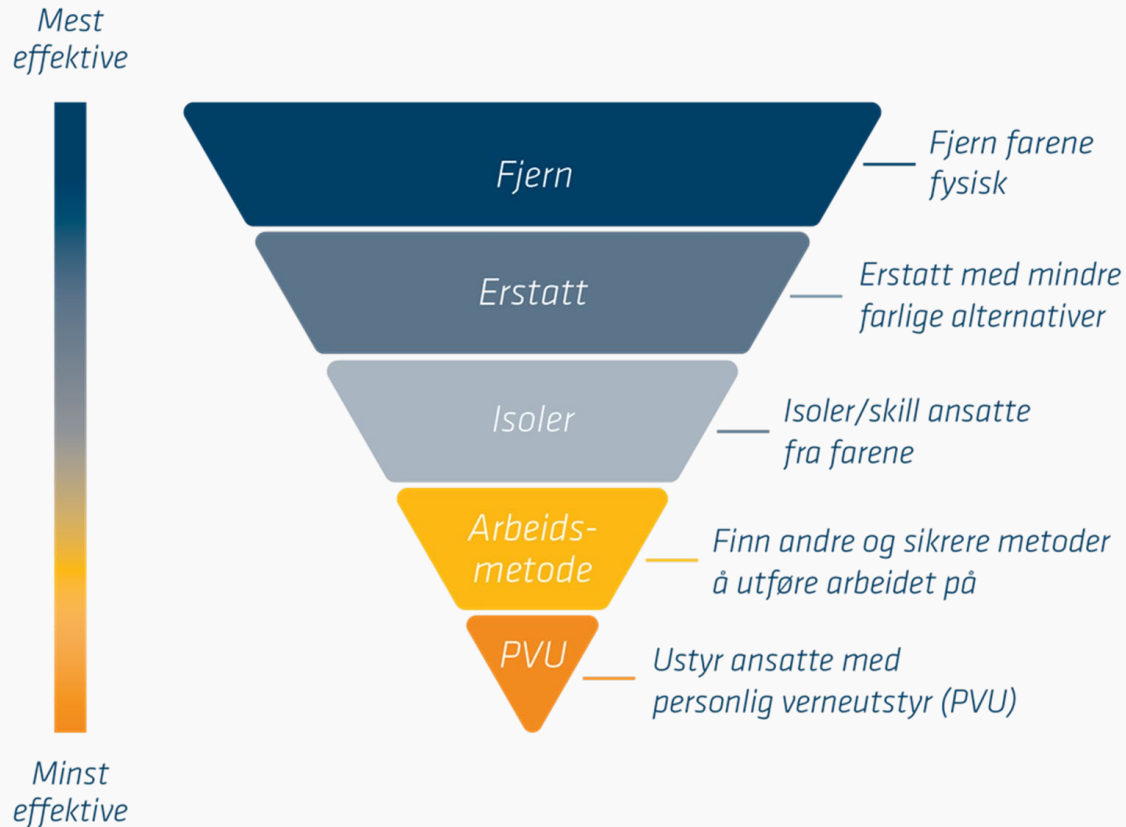 Mest
effektive
Fjern
Fjern farene
fysisk
Erstatt
Erstatt med mindre
farlige alternativer
Isoler
Isoler/skill ansatte
fra farene
Arbeids-
metode
Finn andre og sikrere metoder
å utføre arbeidet på
PVU
Ustyr ansatte med
personlig verneutstyr (PVU)
Minst
effektive